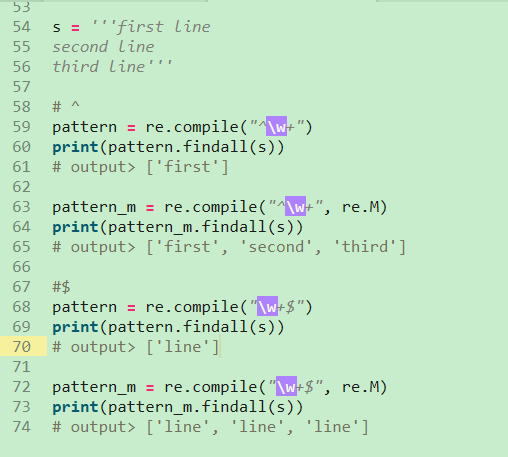 53
54 s = '''first line
55 second line
56 third line'''
57
58 # ^
59 pattern = re.compile("^\w+")
60 print(pattern.findall(s))
61 # output> ['first']
62
63 pattern_m = re.compile("^\w+", re.M)
64 print(pattern_m.findall(s))
65 # output> ['first', 'second', 'third']
66
67 #$
68 pattern = re.compile("\w+$")
69 print(pattern.findall(s))
70 # output> ['line']
71
72 pattern_m = re.compile("\w+$", re.M)
73 print(pattern_m.findall(s))
74 # output> ['line', 'line', 'line']